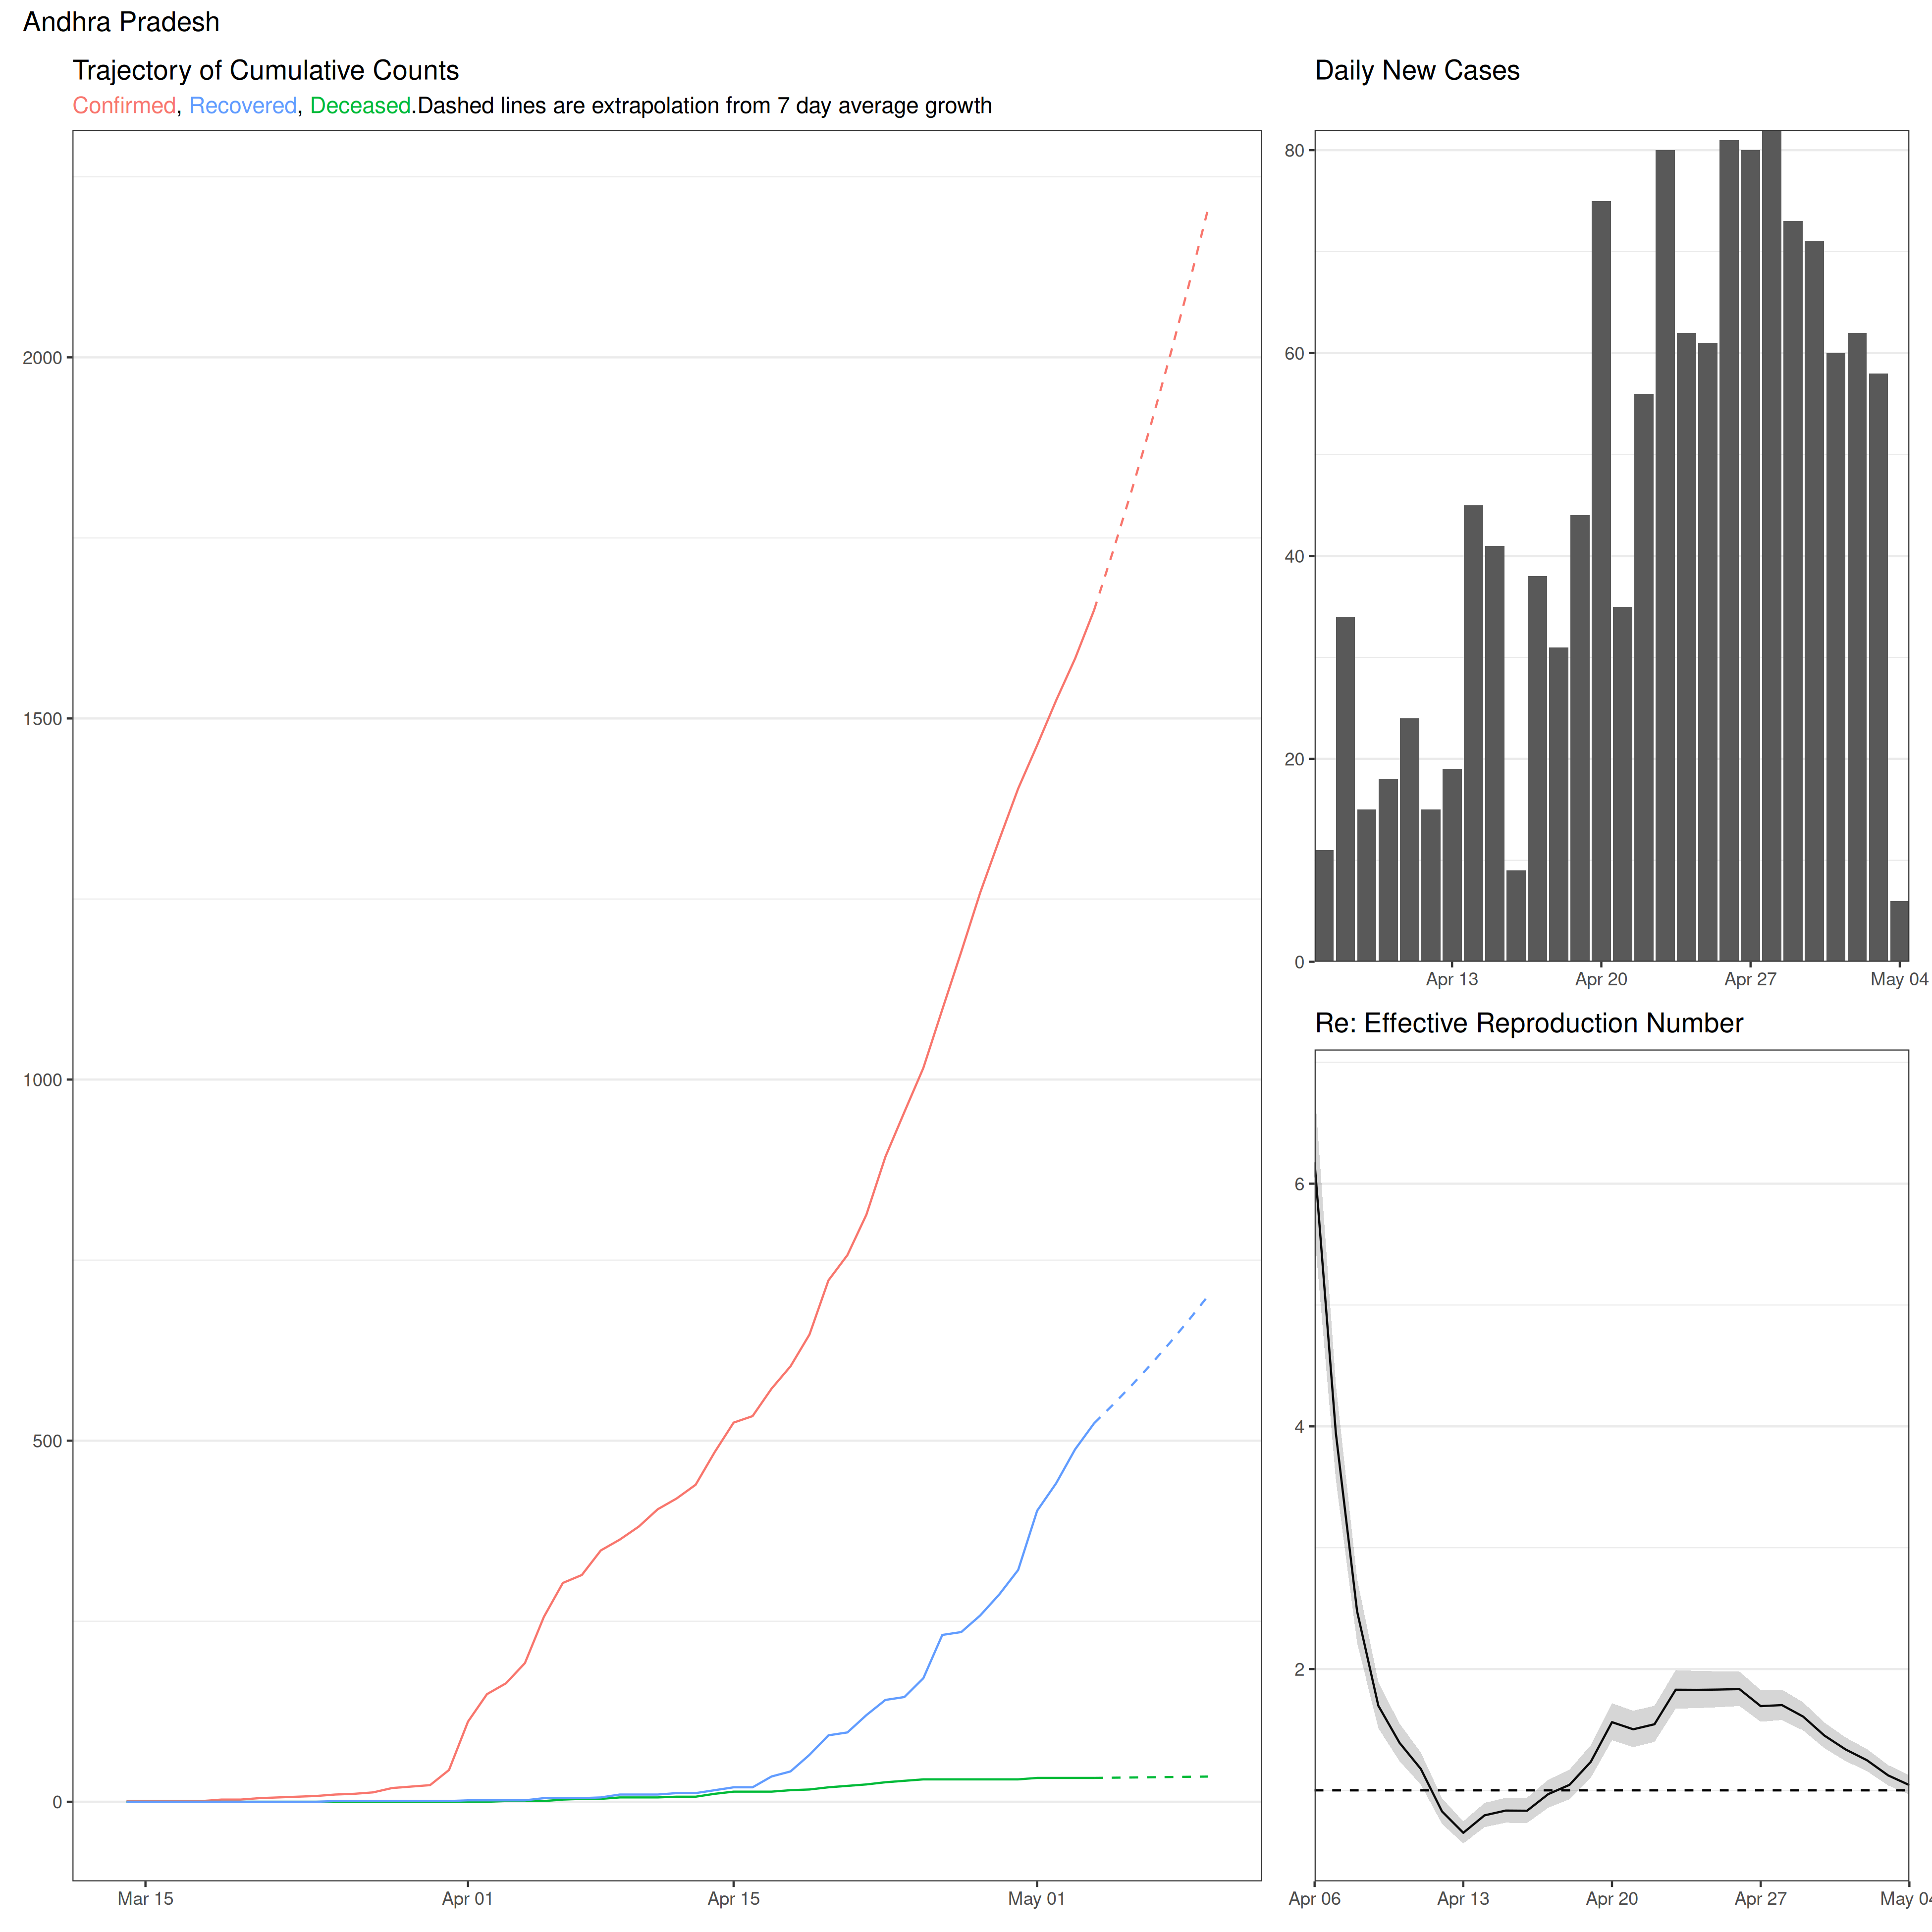 Andhra Pradesh
Trajectory of Cumulative Counts
Confirmed, Recovered, Deceased.Dashed lines are extrapolation from 7 day average growth
2000
1500
1000
500
0
Mar 15 Apr 01 Apr 15 May 01
Daily New Cases
80
60
40
20
0
Apr 13 Apr 20 Apr 27 May 04
Re: Effective Reproduction Number
6
4
2
Apr 06 Apr 13 Apr 20 Apr 27 May 04